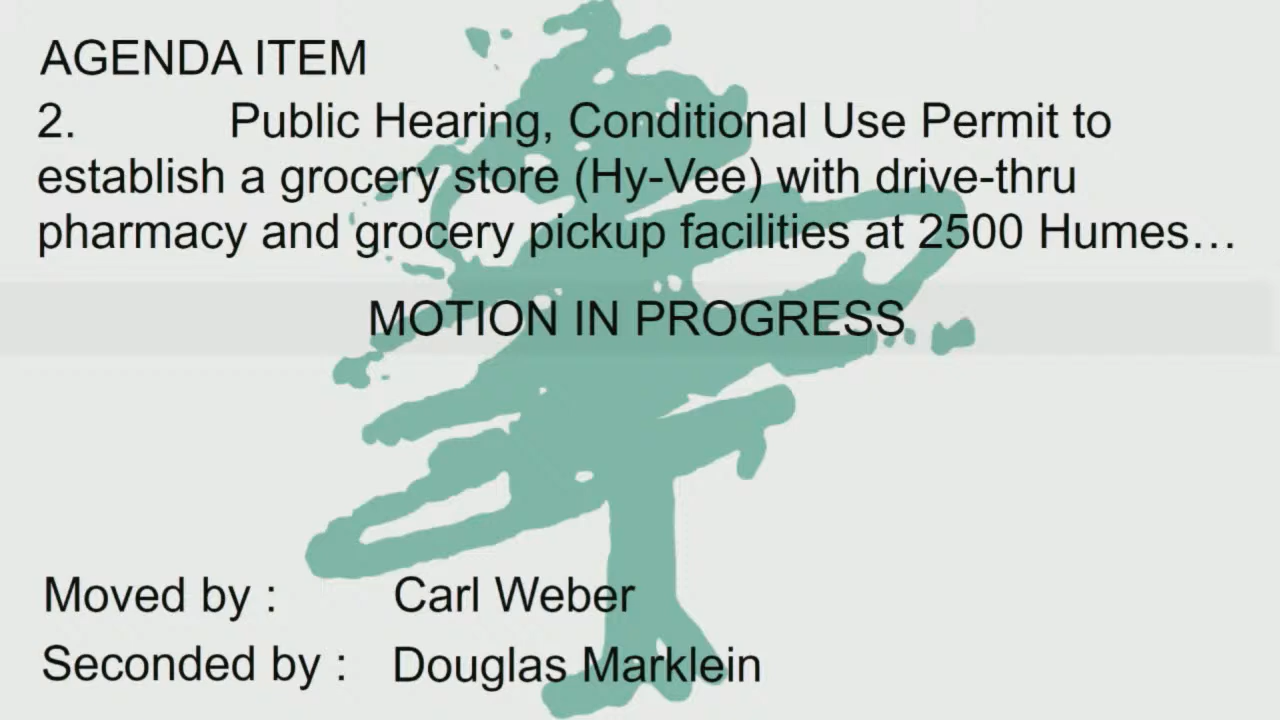 AGENDA ITEM
2. Public Hearing, Conditional Use Permit to
establish a grocery store (Hy-Vee) with drive-thru
pharmacy and grocery pickup facilities at 2500 Humes…
MOTION IN PROGRESS
Moved by : Carl Weber
Seconded by : Douglas Marklein